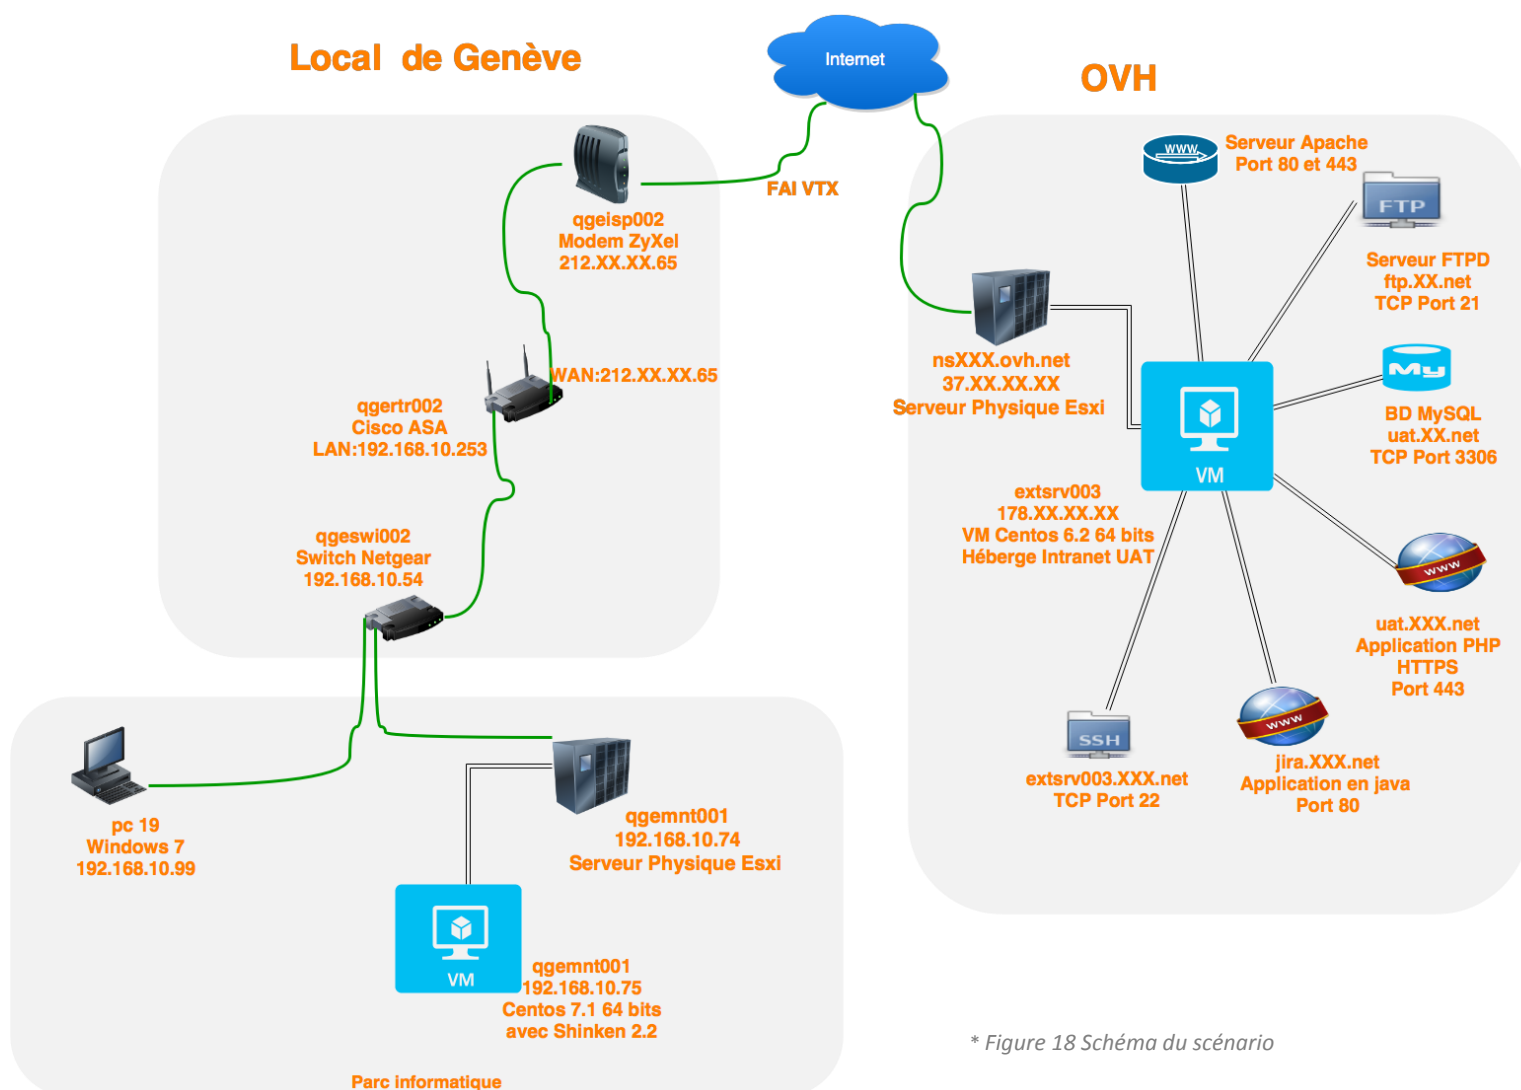 Local de Genève
Internet
OVH
qgeisp002
Modem ZyXel
212.XX.XX.65
FAI VTX
WAN:212.XX.XX.65
qgertr002
Cisco ASA
LAN:192.168.10.253
qgeswi002
Switch Netgear
192.168.10.54
pc 19
Windows 7
192.168.10.99
qgemnt001
192.168.10.74
Serveur Physique Esxi
VM
qgemnt001
192.168.10.75
Centos 7.1 64 bits
avec Shinken 2.2
Parc informatique
nsXXX.ovh.net
37.XX.XX.XX
Serveur Physique Esxi
VM
extsrv003
178.XX.XX.XX
VM Centos 6.2 64 bits
Héberge Intranet UAT
WWW
Serveur Apache
Port 80 et 443
FTP
Serveur FTPD
ftp.XX.net
TCP Port 21
My
BD MySQL
uat.XX.net
TCP Port 3306
www
uat.XXX.net
Application PHP
HTTPS
Port 443
www
jira.XXX.net
Application en java
Port 80
SSH
extsrv003.XXX.net
TCP Port 22
* Figure 18 Schéma du scénario